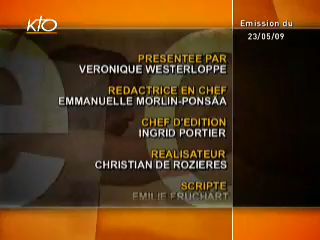 KTO
Emission du
23/05/09
PRESENTEE PAR
VERONIQUE WESTERLOPPE
REDACTRICE EN CHEF
EMMANUELLE MORLIN-PONSÁA
CHEF D'EDITION
INGRID PORTIER
REALISATEUR
CHRISTIAN DE ROZIERES
SCRIPTE
EMILIE FRUCHART